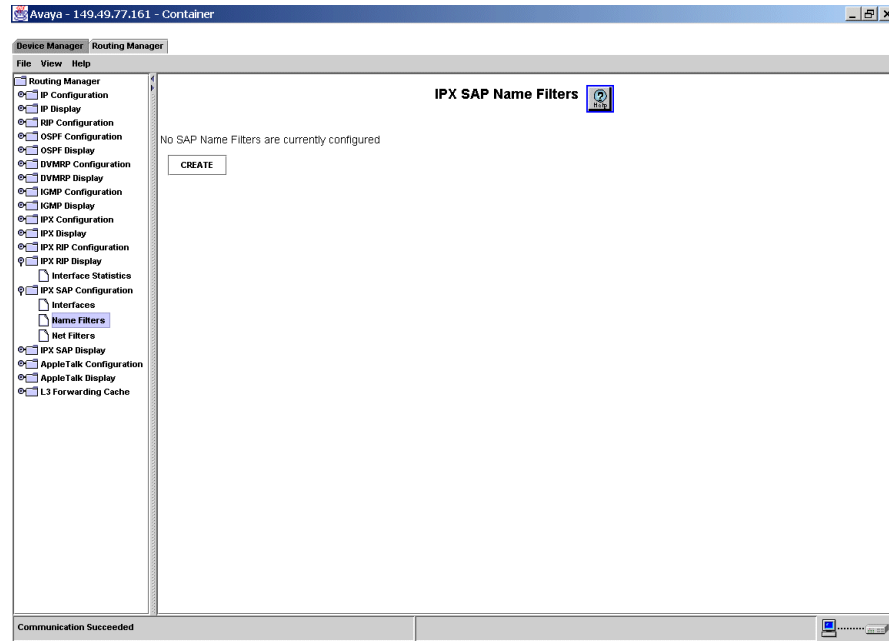 Avaya - 149.49.77.161 - Container
Device Manager Routing Manager
File View Help
Routing Manager
IP Configuration
IP Display
RIP Configuration
OSPF Configuration
OSPF Display
DVMRP Configuration
DVMRP Display
IGMP Configuration
IGMP Display
IPX Configuration
IPX Display
IPX RIP Configuration
IPX RIP Display
Interface Statistics
IPX SAP Configuration
Interfaces
Name Filters
Net Filters
IPX SAP Display
AppleTalk Configuration
AppleTalk Display
L3 Forwarding Cache
IPX SAP Name Filters
Help
No SAP Name Filters are currently configured
CREATE
Communication Succeeded